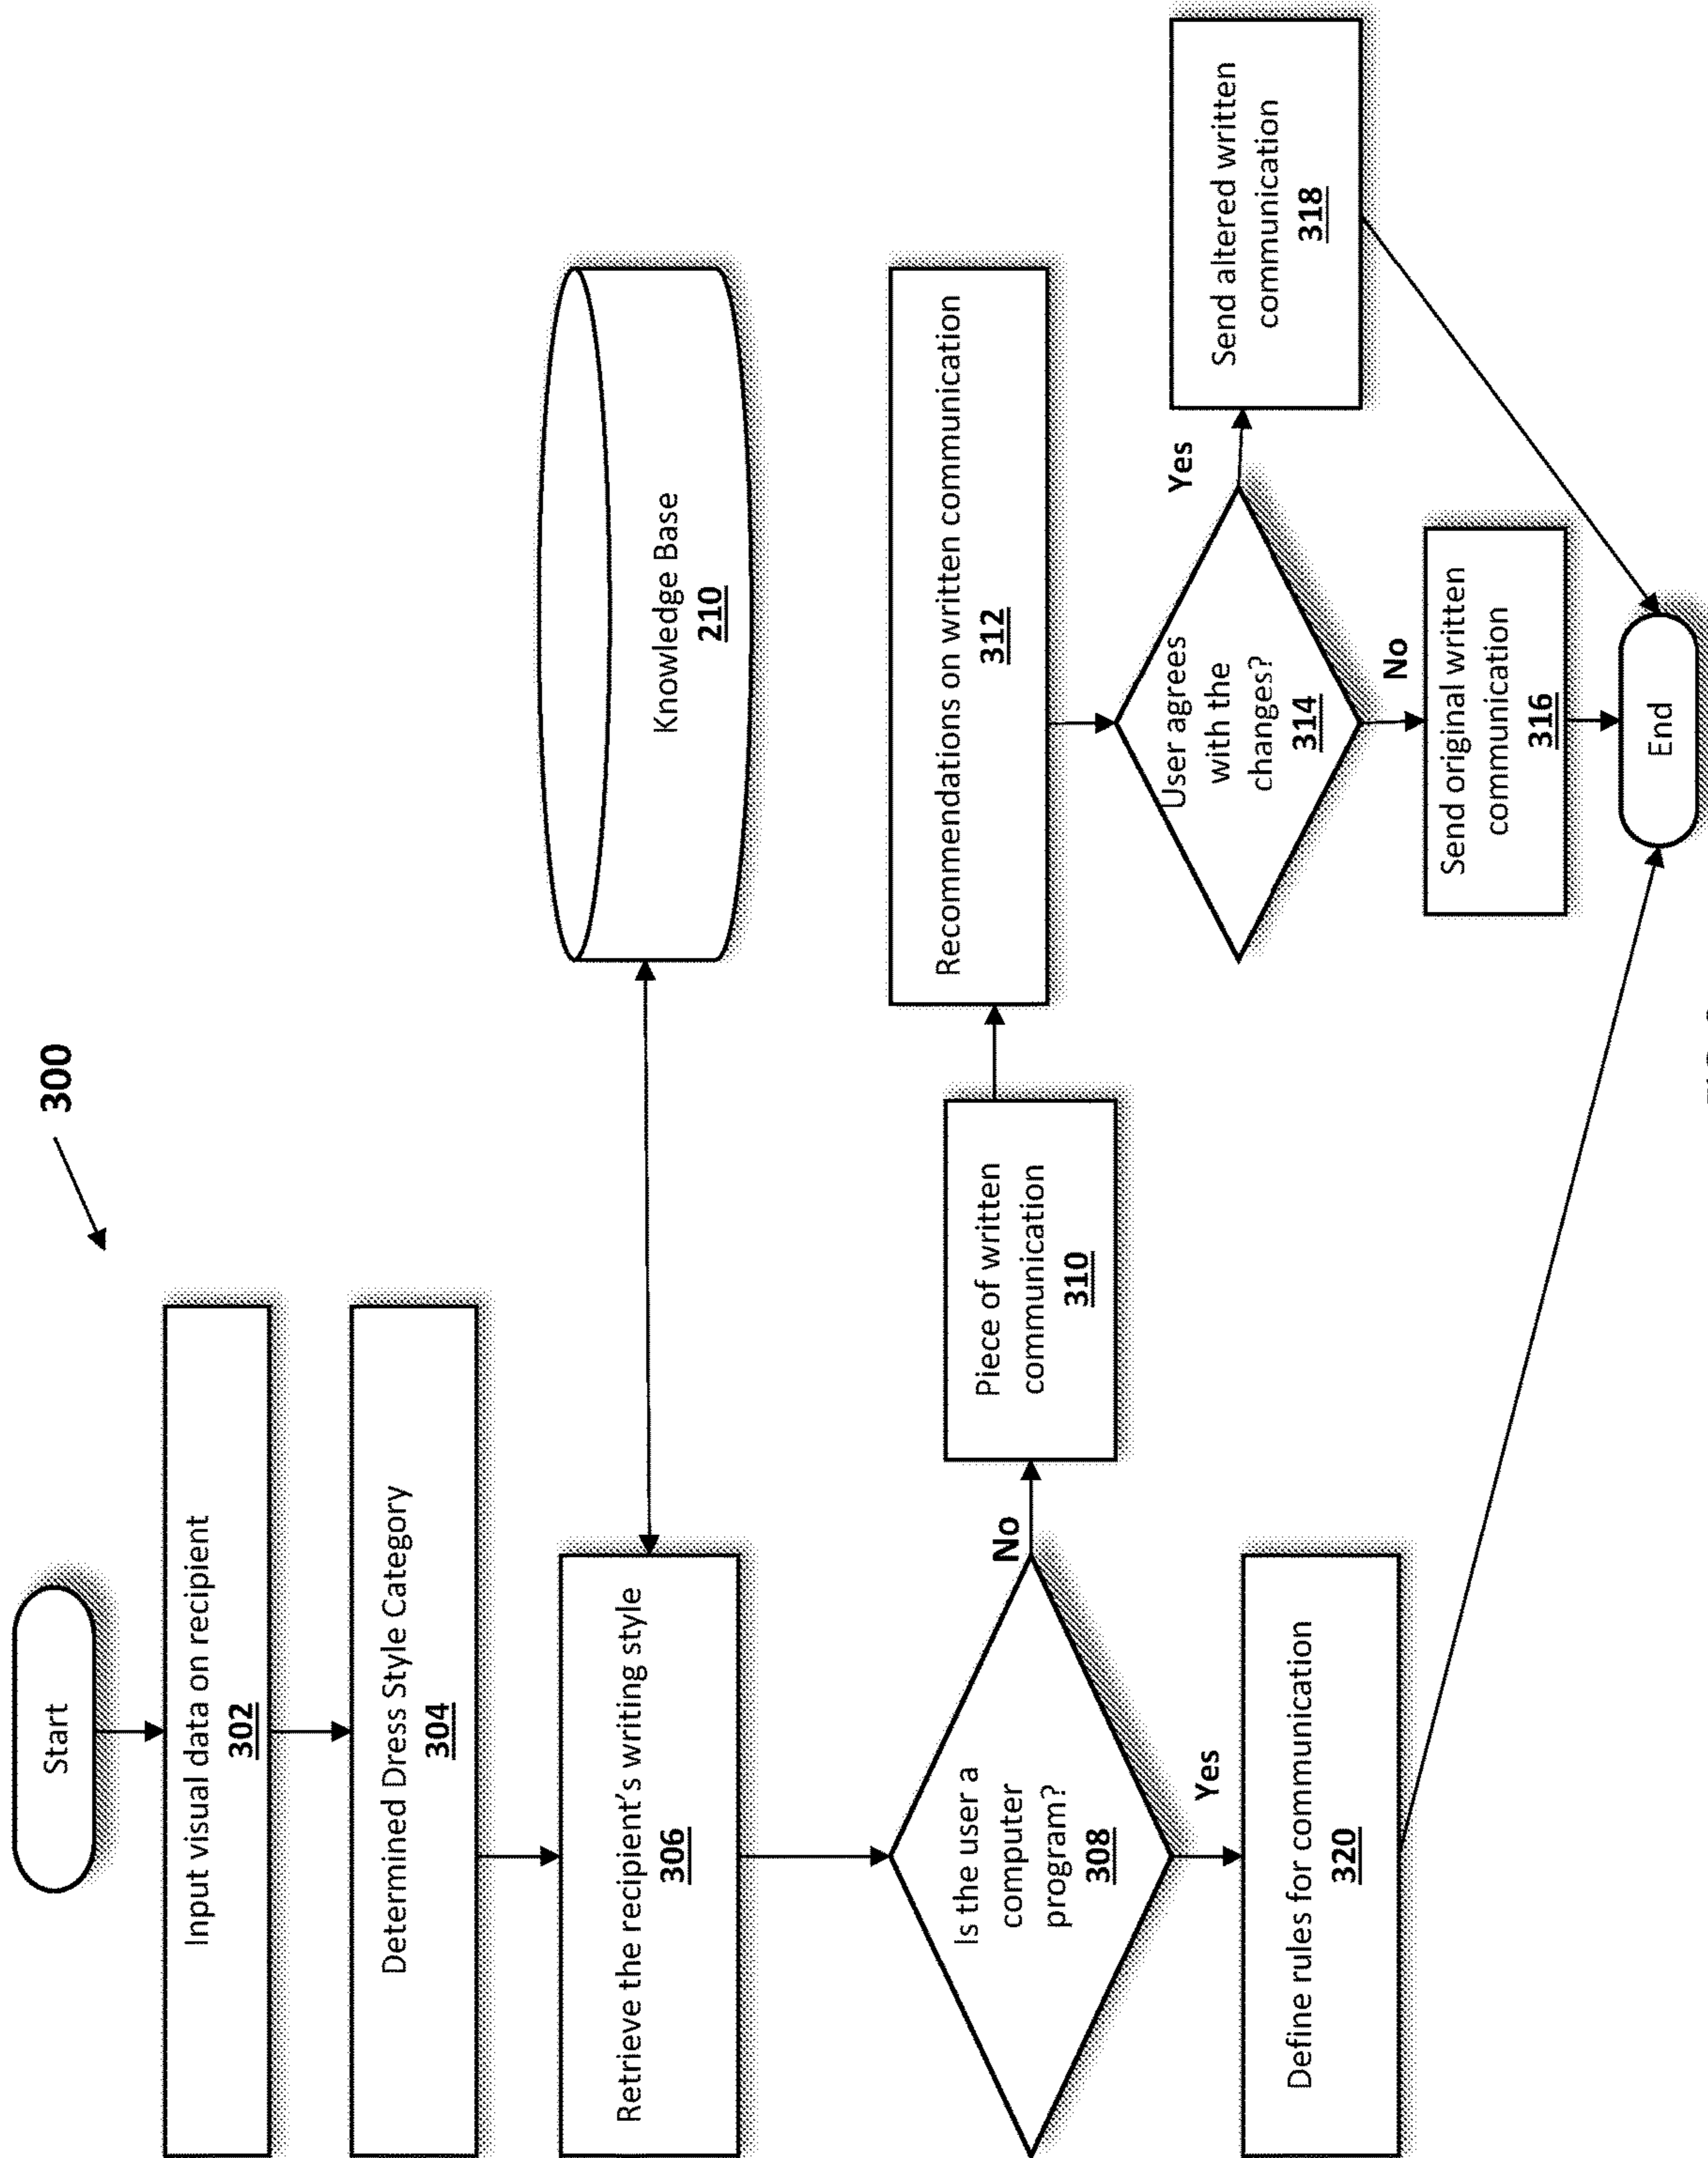 300
Start
Input visual data on recipient
302
Determined Dress Style Category
304
Retrieve the recipient's writing style
306
Knowledge Base
210
Is the user a
computer
program?
308
No
Yes
Piece of written
communication
310
Recommendations on written communication
312
User agrees
with the
changes?
314
Yes
No
Send altered written
communication
318
Send original written
communication
316
Define rules for communication
320
End